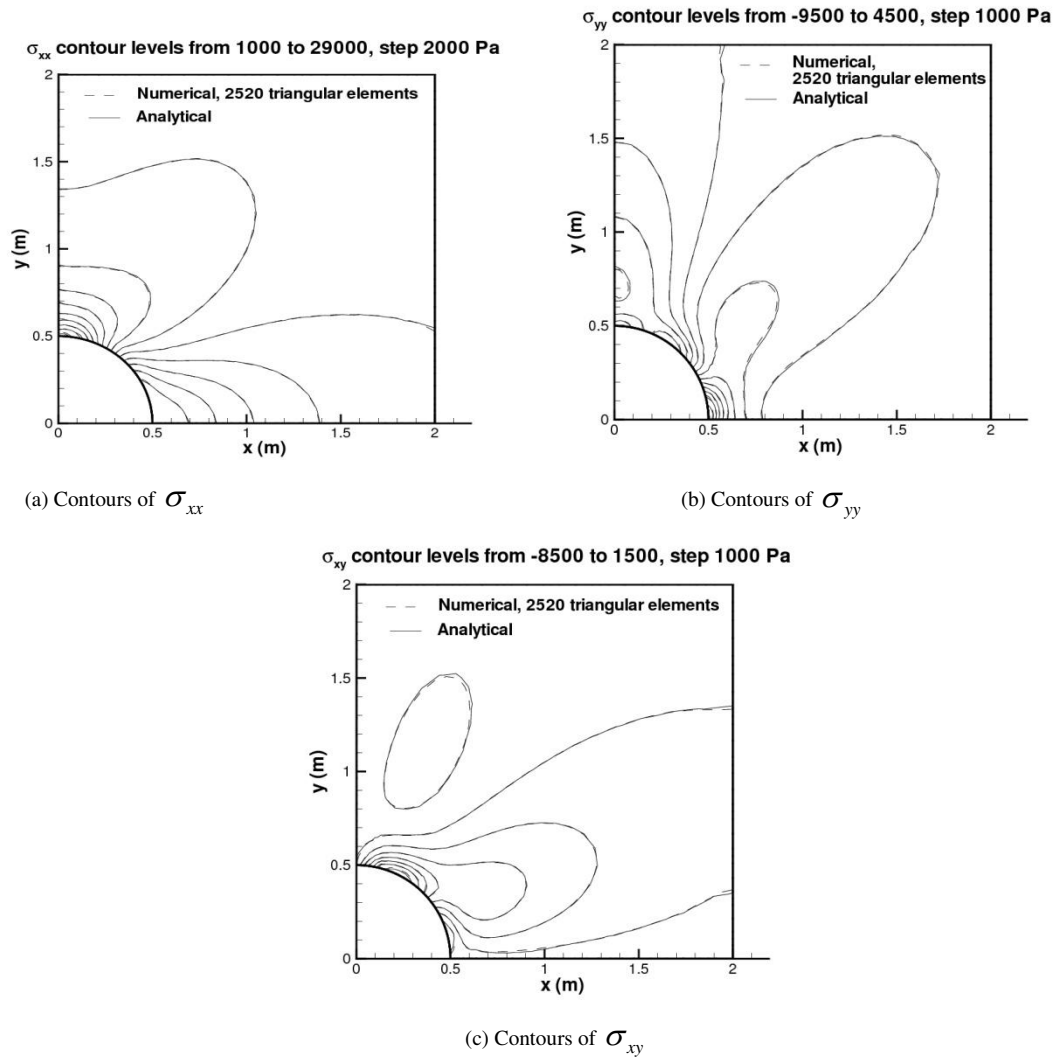 σxx contour levels from 1000 to 29000, step 2000 Pa
2
Numerical, 2520 triangular elements
Analytical
1.5
y (m)
1
0.5
0
0 0.5 1 1.5 2
x (m)
(a) Contours of σxx
σyy contour levels from -9500 to 4500, step 1000 Pa
2
Numerical,
2520 triangular elements
Analytical
1.5
y (m)
1
0.5
0
0 0.5 1 1.5 2
x (m)
(b) Contours of σyy
σxy contour levels from -8500 to 1500, step 1000 Pa
2
Numerical, 2520 triangular elements
Analytical
1.5
y (m)
1
0.5
0
0 0.5 1 1.5 2
x (m)
(c) Contours of σxy